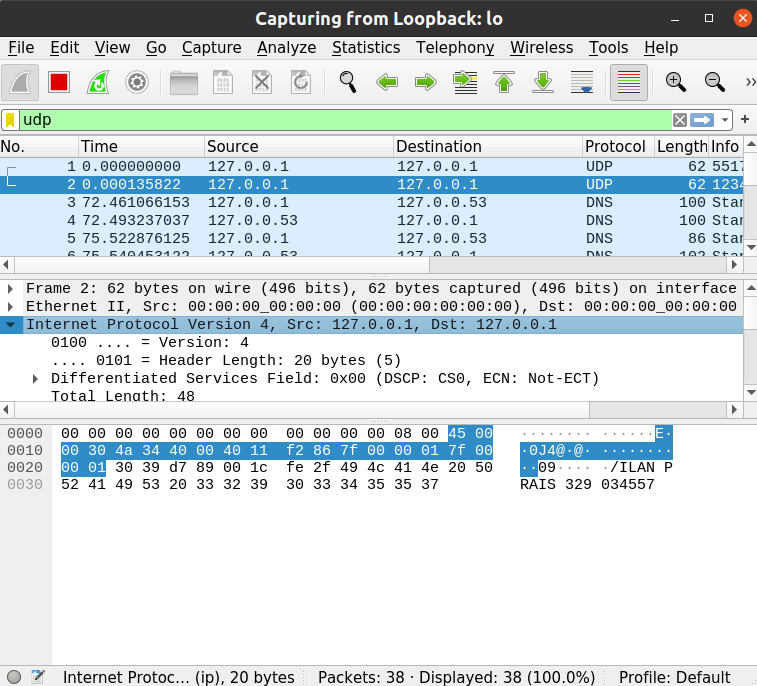 Capturing from Loopback: lo
File Edit View Go Capture Analyze Statistics Telephony Wireless Tools Help
udp
No. Time Source Destination Protocol Length Info
1 0.000000000 127.0.0.1 127.0.0.1 UDP 62 5517
2 0.000135822 127.0.0.1 127.0.0.1 UDP 62 1234
3 72.461066153 127.0.0.1 127.0.0.53 DNS 100 Star
4 72.493237037 127.0.0.53 127.0.0.1 DNS 100 Star
5 75.522876125 127.0.0.1 127.0.0.53 DNS 86 Star
6 75.540453122 127.0.0.53 127.0.0.1 DNS 102 Star
Frame 2: 62 bytes on wire (496 bits), 62 bytes captured (496 bits) on interface
Ethernet II, Src: 00:00:00_00:00:00 (00:00:00:00:00:00), Dst: 00:00:00_00:00:00
Internet Protocol Version 4, Src: 127.0.0.1, Dst: 127.0.0.1
0100 .... = Version: 4
.... 0101 = Header Length: 20 bytes (5)
Differentiated Services Field: 0x00 (DSCP: CS0, ECN: Not-ECT)
Total Length: 48
0000 00 00 00 00 00 00 00 00 00 00 00 00 08 00 45 00 ········ ······E·
0010 00 30 4a 34 40 00 40 11 f2 86 7f 00 00 01 7f 00 ·0J4@·@· ········
0020 00 01 30 39 d7 89 00 1c fe 2f 49 4c 41 4e 20 50 ··09···· ·/ILAN P
0030 52 41 49 53 20 33 32 39 30 33 34 35 35 37 RAIS 329 034557
Internet Protoc… (ip), 20 bytes Packets: 38 · Displayed: 38 (100.0%) Profile: Default